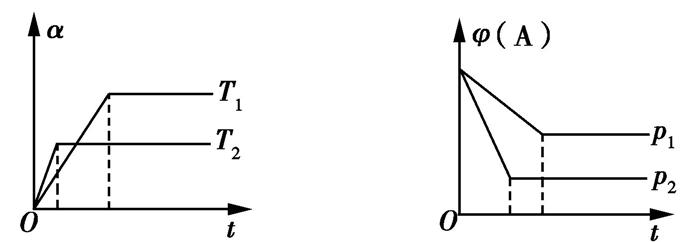 α
T₁
T₂
O
t
φ(A)
p₁
p₂
O
t